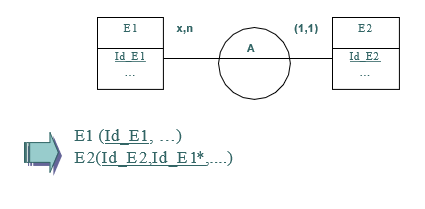 E1 x,n (1,1) E2
A
Id_E1 Id_E2
... ...
E1 (Id_E1, ...)
E2(Id_E2,Id_E1*,....)